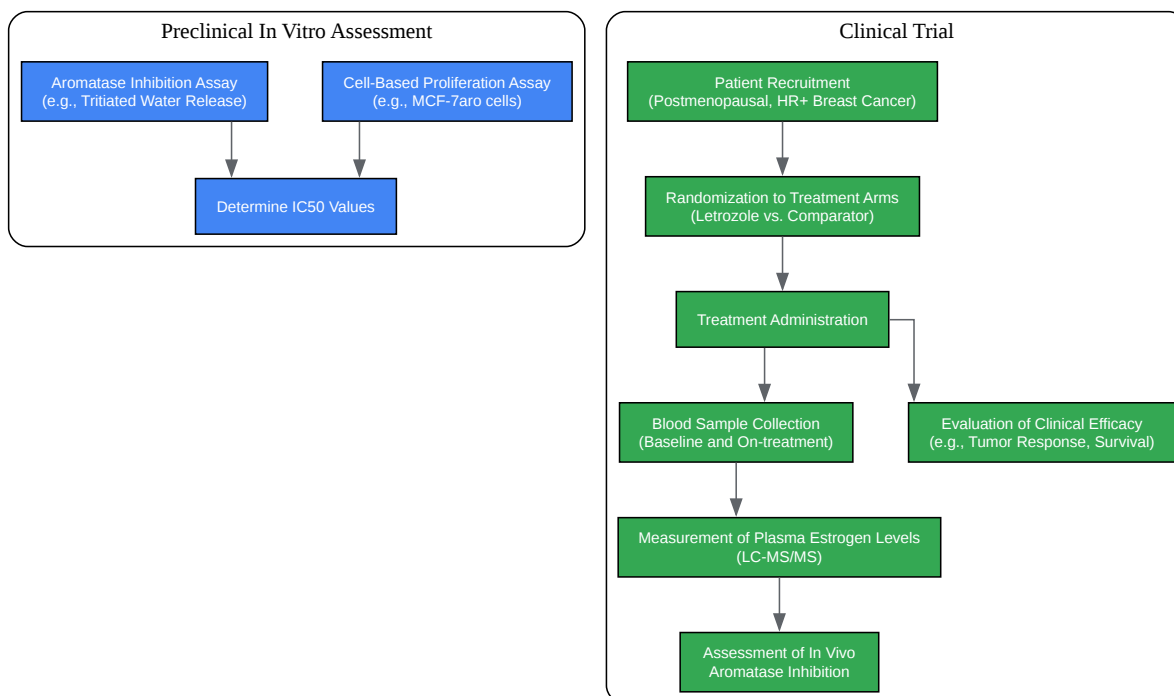 Preclinical In Vitro Assessment
Aromatase Inhibition Assay
(e.g., Tritiated Water Release)
Cell-Based Proliferation Assay
(e.g., MCF-7aro cells)
Determine IC50 Values
Clinical Trial
Patient Recruitment
(Postmenopausal, HR+ Breast Cancer)
Randomization to Treatment Arms
(Letrozole vs. Comparator)
Treatment Administration
Blood Sample Collection
(Baseline and On-treatment)
Evaluation of Clinical Efficacy
(e.g., Tumor Response, Survival)
Measurement of Plasma Estrogen Levels
(LC-MS/MS)
Assessment of In Vivo
Aromatase Inhibition